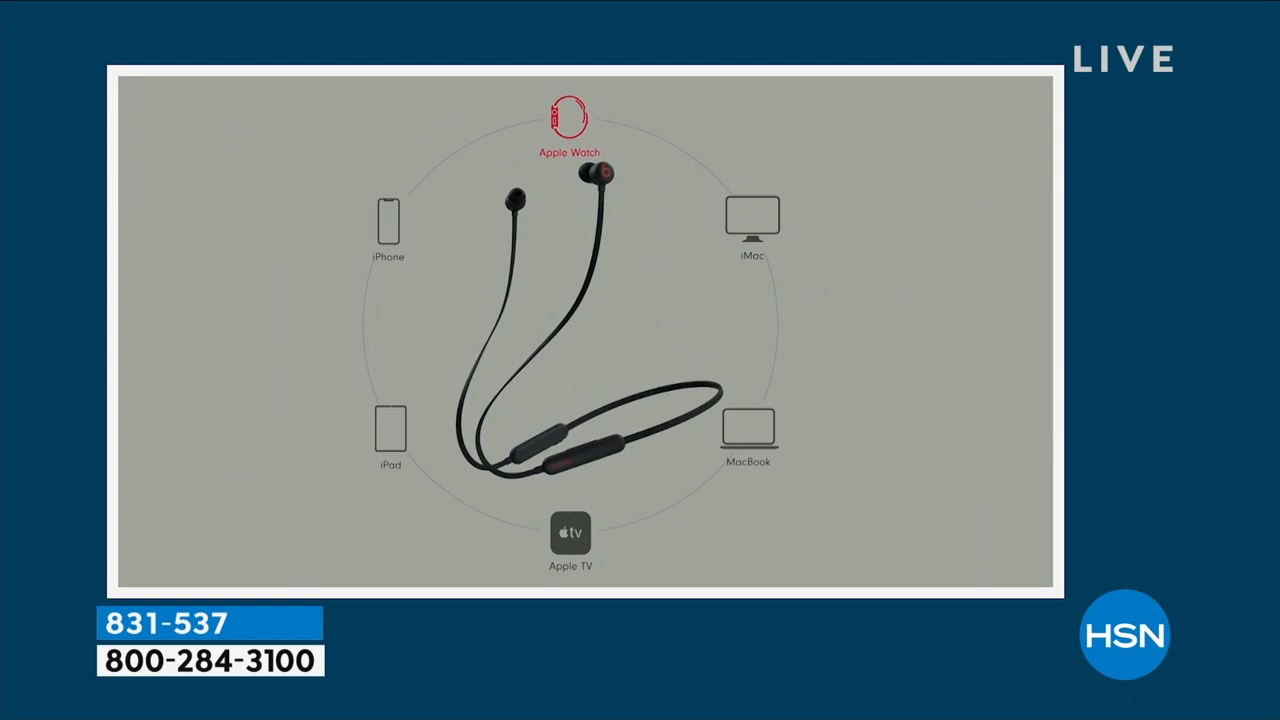 LIVE
Apple Watch
iPhone
iMac
iPad
MacBook
tv
Apple TV
831-537
800-284-3100
HSN